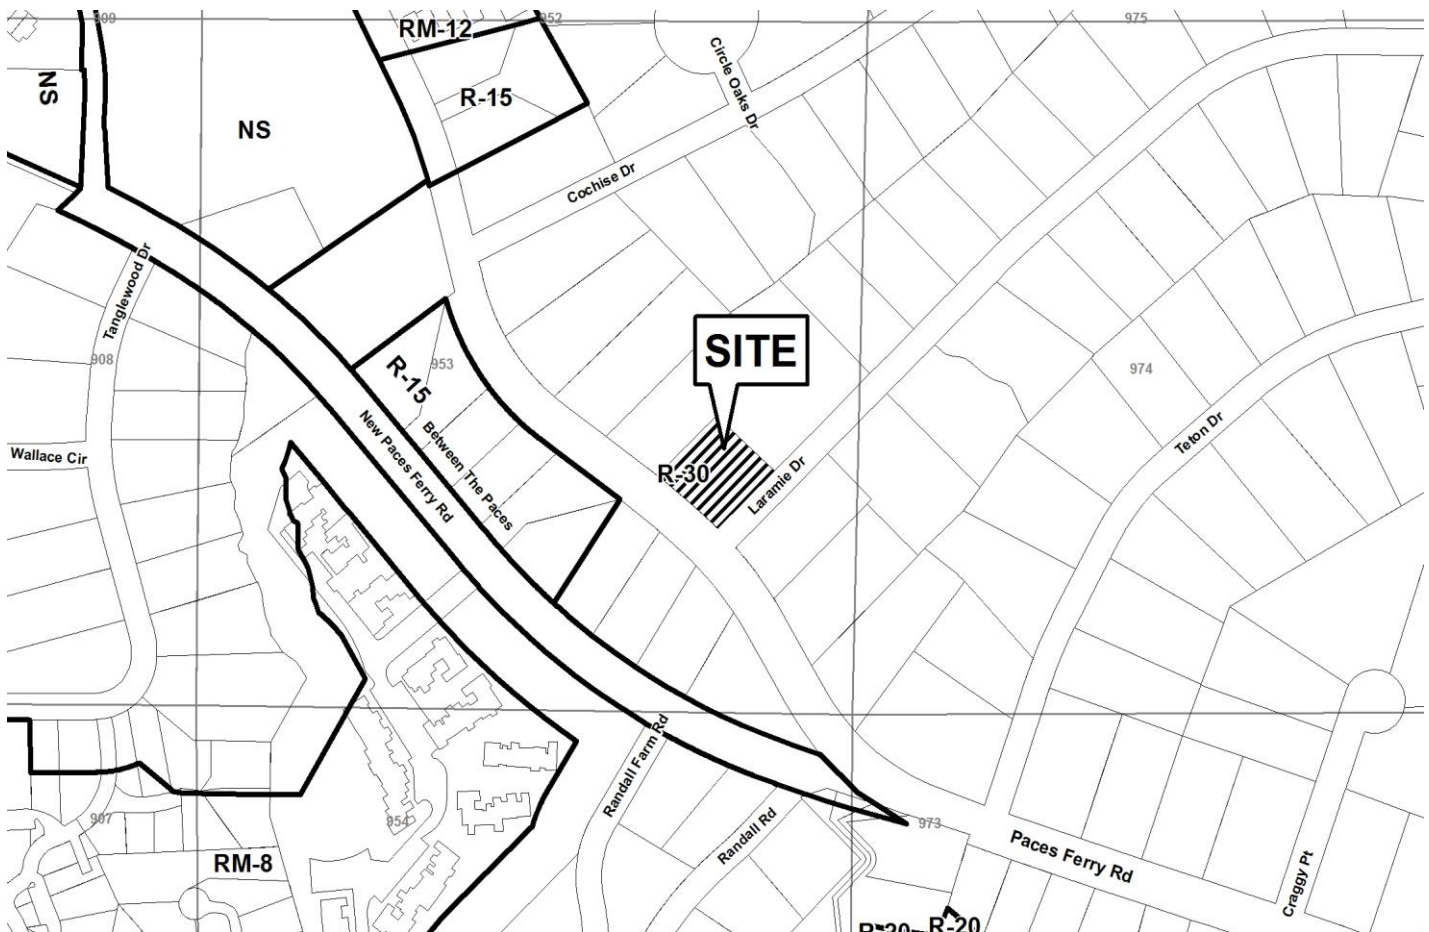 909
952
975
RM-12
NS
R-15
NS
Circle Oaks Dr
Cochise Dr
Tanglewood Dr
SITE
908
953
974
R-15
New Paces Ferry Rd
Between The Paces
Teton Dr
Wallace Cir
R-30
Laramie Dr
Randall Farm Rd
907
954
973
Randall Rd
Paces Ferry Rd
RM-8
Craggy Pt
R-20
R-20